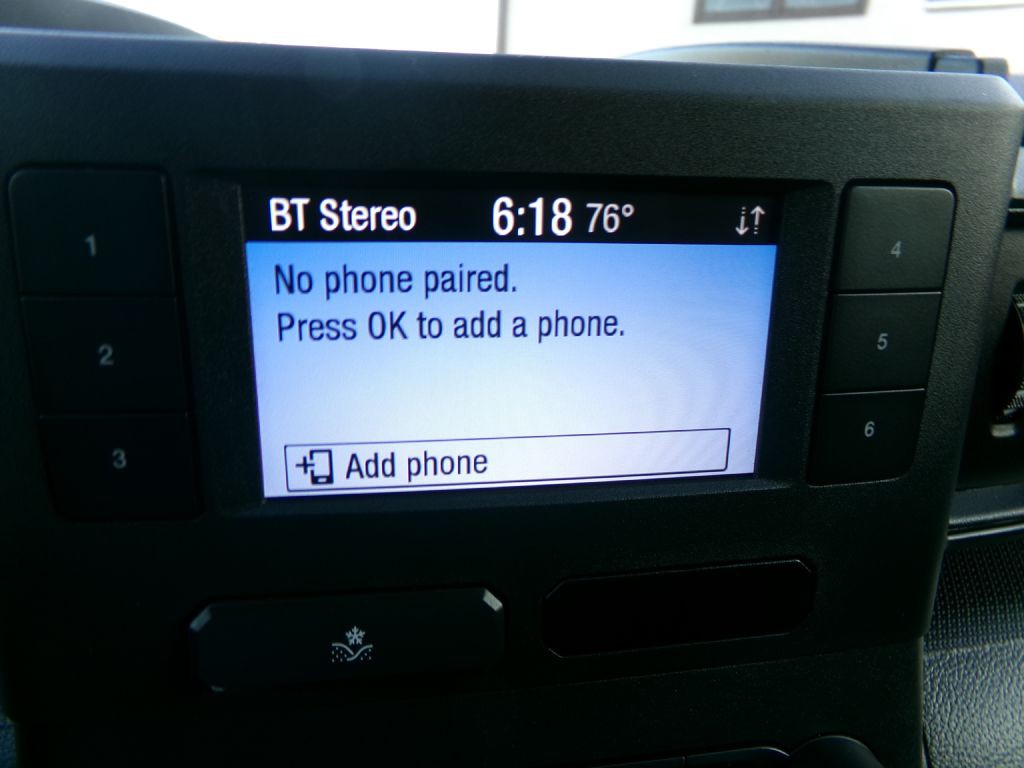 BT Stereo 6:18 76°
No phone paired.
Press OK to add a phone.
Add phone
1
2
3
4
5
6